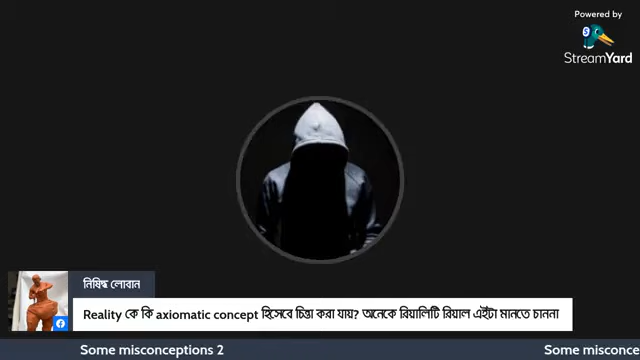 Powered by
StreamYard
নিষিদ্ধ লোবান
Reality কে কি axiomatic concept হিসেবে চিন্তা করা যায়? অনেকে রিয়ালিটি রিয়াল এইটা মানতে চাননা
Some misconceptions 2 Some misconce